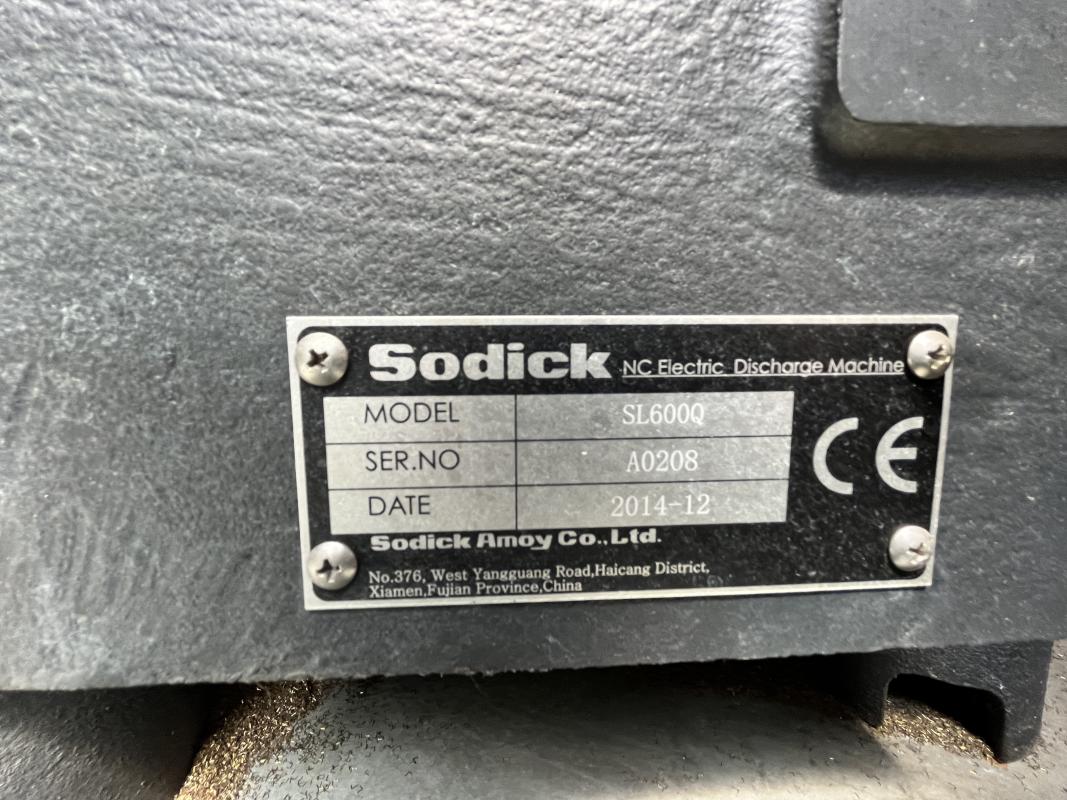 Sodick NC Electric Discharge Machine
MODEL SL600Q
SER.NO A0208
DATE 2014-12
CE
Sodick Amoy Co.,Ltd.
No.376, West Yangguang Road,Haicang District,
Xiamen,Fujian Province,China